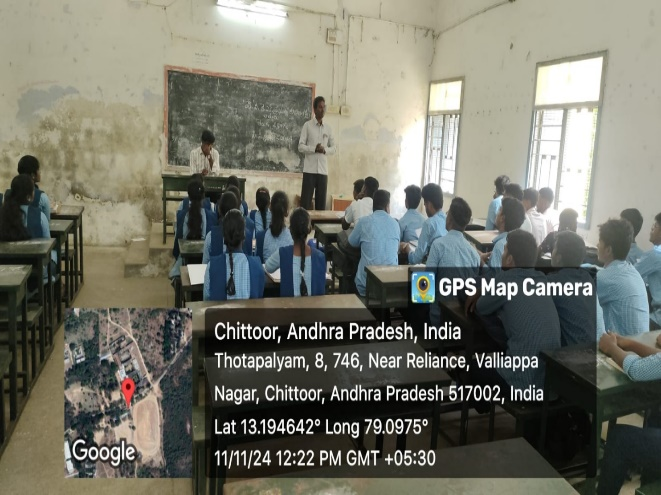 GPS Map Camera
Chittoor, Andhra Pradesh, India
Thotapalyam, 8, 746, Near Reliance, Valliappa
Nagar, Chittoor, Andhra Pradesh 517002, India
Lat 13.194642° Long 79.0975°
11/11/24 12:22 PM GMT +05:30
Google